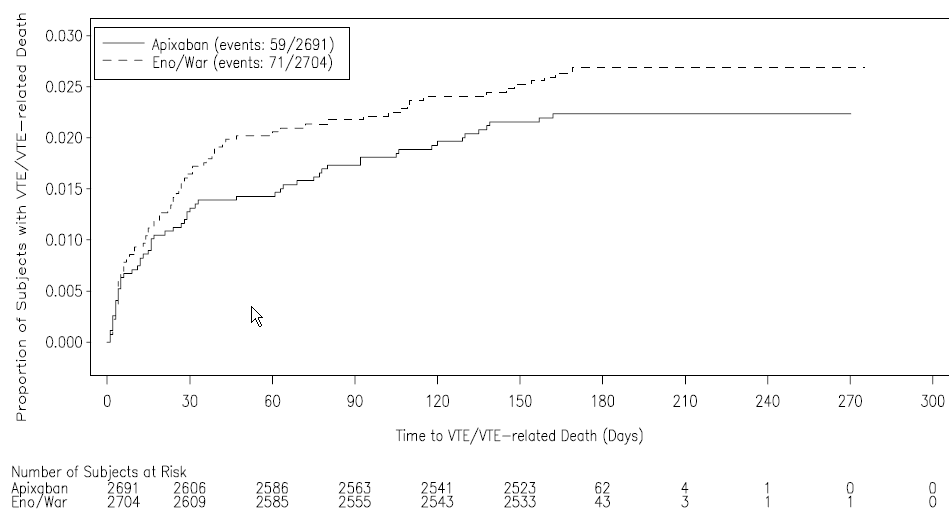 Proportion of Subjects with VTE/VTE-related Death
0.030
0.025
0.020
0.015
0.010
0.005
0.000
Apixaban (events: 59/2691)
Eno/War (events: 71/2704)
0 30 60 90 120 150 180 210 240 270 300
Time to VTE/VTE-related Death (Days)
Number of Subjects at Risk
Apixaban 2691 2606 2586 2563 2541 2523 62 4 1 0 0
Eno/War 2704 2609 2585 2555 2543 2533 43 3 1 1 0